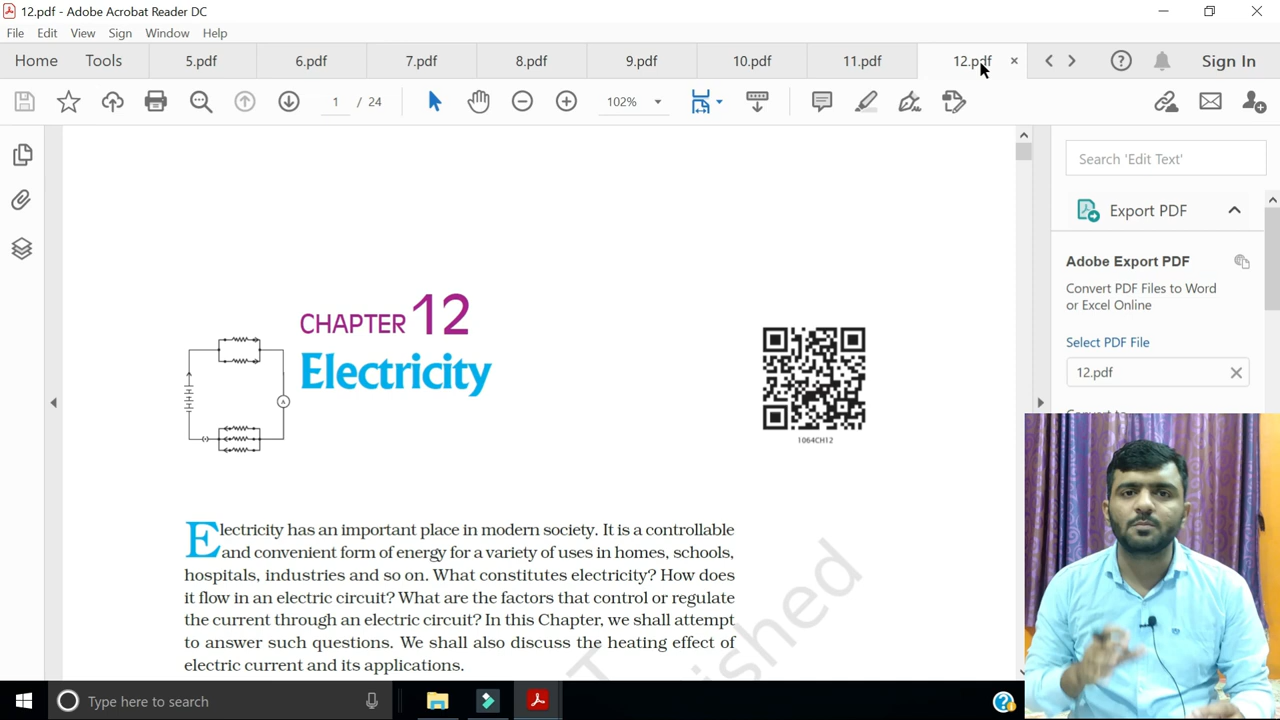 12.pdf - Adobe Acrobat Reader DC
File Edit View Sign Window Help
Home Tools 5.pdf 6.pdf 7.pdf 8.pdf 9.pdf 10.pdf 11.pdf 12.pdf Sign In
1 / 24 102%
Search 'Edit Text'
Export PDF
Adobe Export PDF
Convert PDF Files to Word
or Excel Online
Select PDF File
12.pdf
CHAPTER 12
Electricity
A
1064CH12
Electricity has an important place in modern society. It is a controllable
and convenient form of energy for a variety of uses in homes, schools,
hospitals, industries and so on. What constitutes electricity? How does
it flow in an electric circuit? What are the factors that control or regulate
the current through an electric circuit? In this Chapter, we shall attempt
to answer such questions. We shall also discuss the heating effect of
electric current and its applications.
Type here to search